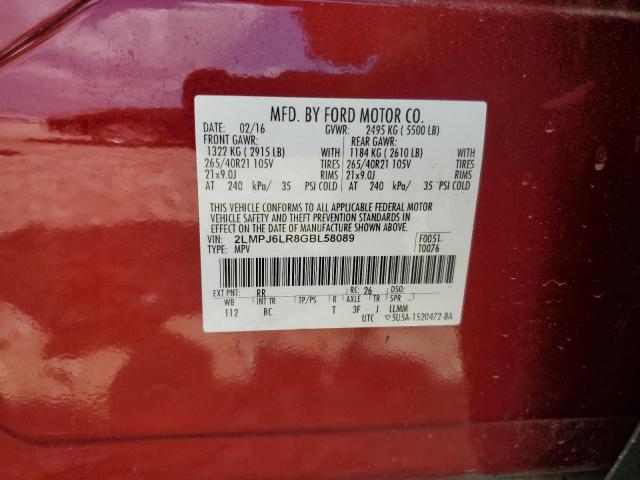 MFD. BY FORD MOTOR CO.
DATE: 02/16 GVWR: 2495 KG ( 5500 LB)
FRONT GAWR: REAR GAWR:
1322 KG ( 2915 LB) WITH 1184 KG ( 2610 LB) WITH
265/40R21 105V TIRES 265/40R21 105V TIRES
21x9.0J RIMS 21x9.0J RIMS
AT 240 kPa/ 35 PSI COLD AT 240 kPa/ 35 PSI COLD
THIS VEHICLE CONFORMS TO ALL APPLICABLE FEDERAL MOTOR
VEHICLE SAFETY AND THEFT PREVENTION STANDARDS IN
EFFECT ON THE DATE OF MANUFACTURE SHOWN ABOVE.
VIN: 2LMPJ6LR8GBL58089 F0051
TYPE: MPV T0076
EXT PNT: RR RC: 26 DSO:
WB INT TR TP/PS R AXLE TR SPR
112 BC T 3F J LLMM
UTC ▽5U5A-1520472-BA